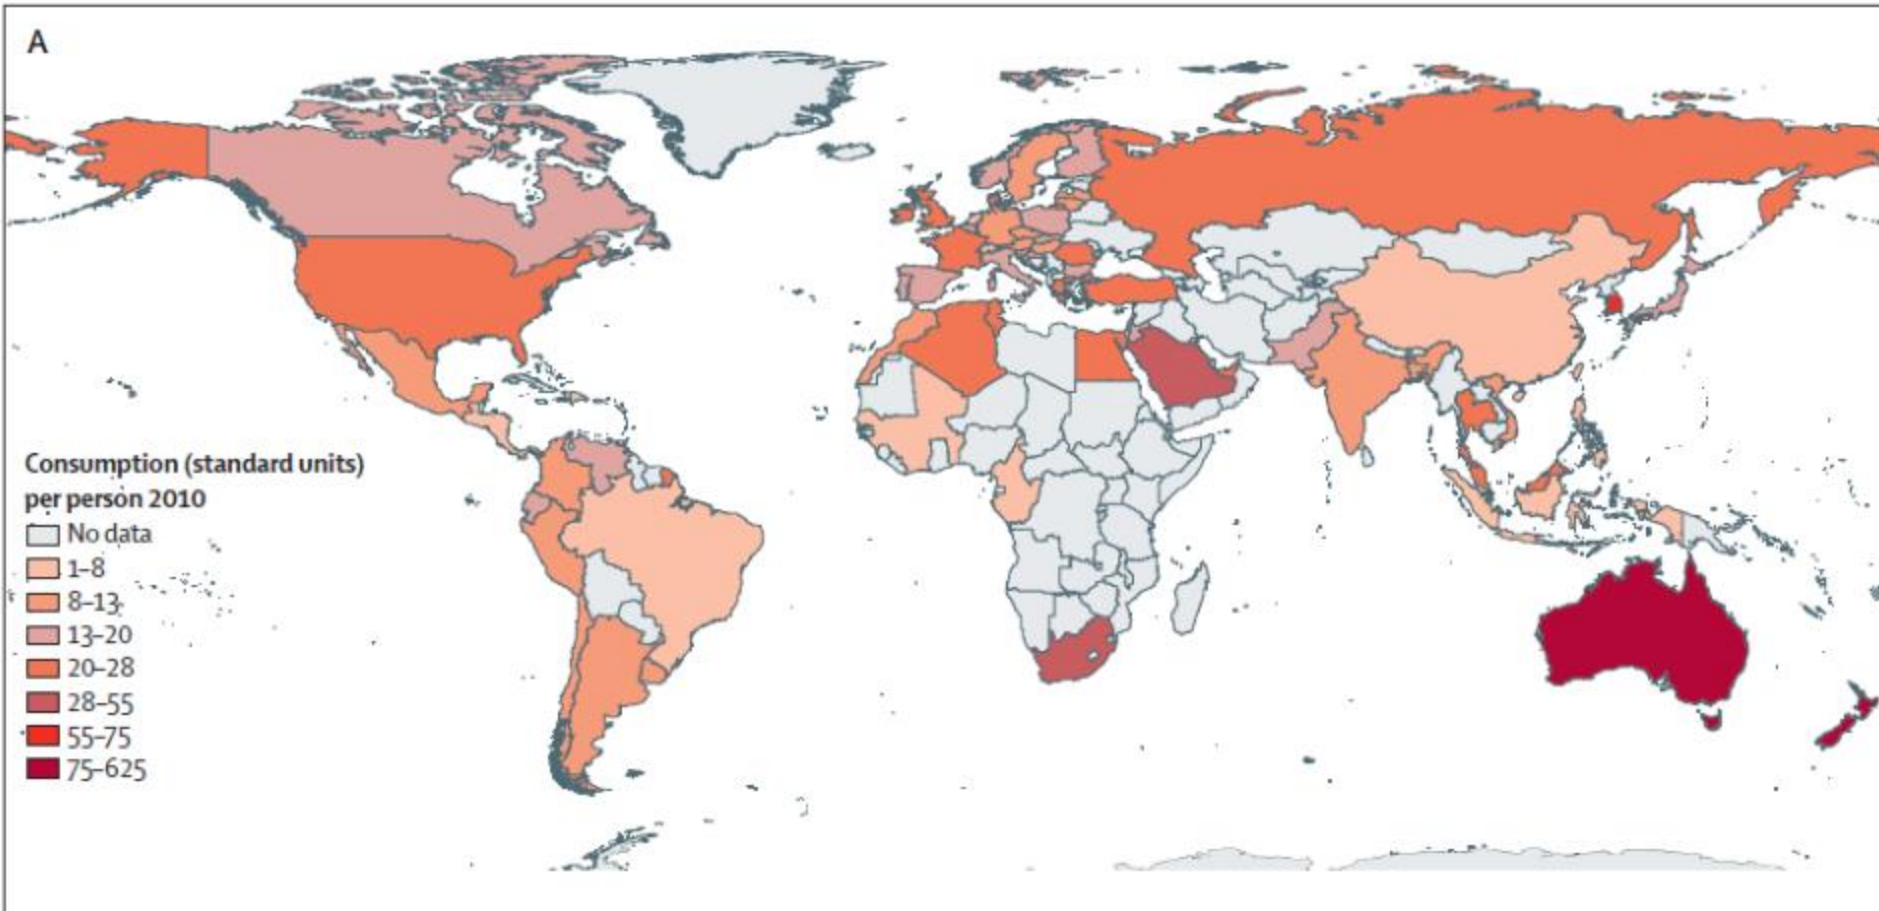 A
Consumption (standard units)
per person 2010
No data
1–8
8–13
13–20
20–28
28–55
55–75
75–625